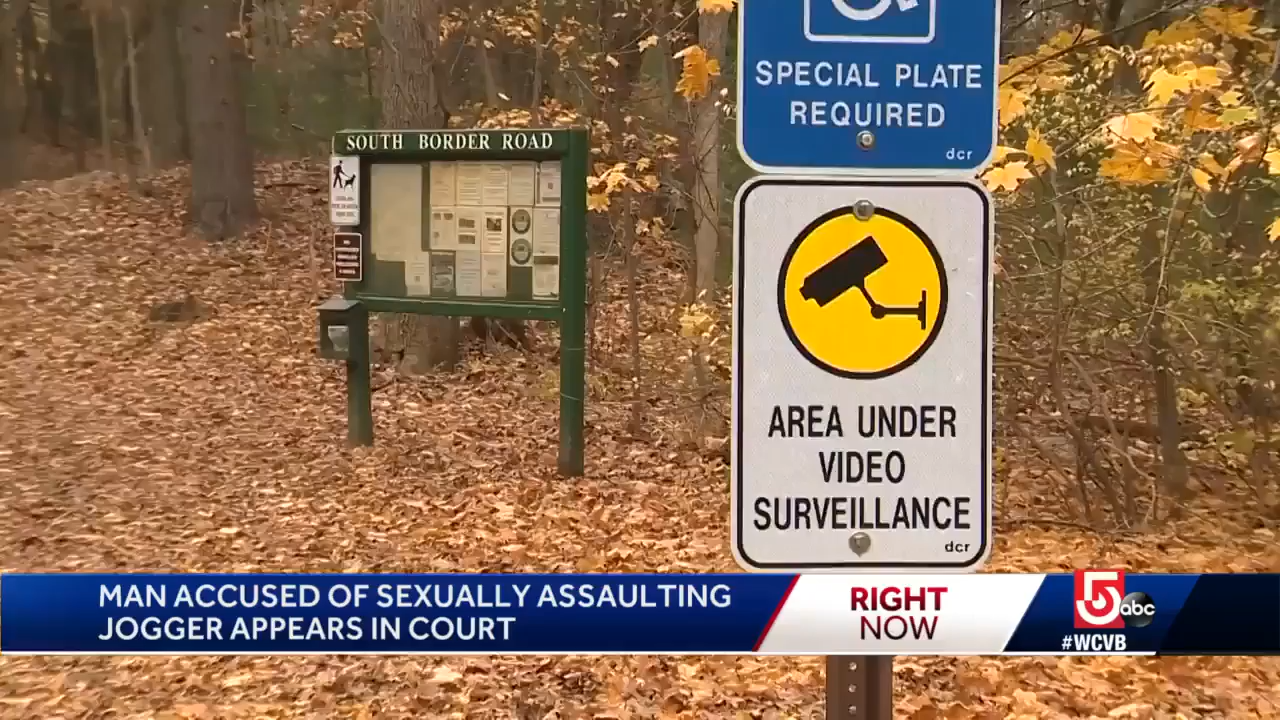 SPECIAL PLATE
REQUIRED
dcr
SOUTH BORDER ROAD
AREA UNDER
VIDEO
SURVEILLANCE
dcr
MAN ACCUSED OF SEXUALLY ASSAULTING
JOGGER APPEARS IN COURT
RIGHT
NOW
5
abc
#WCVB